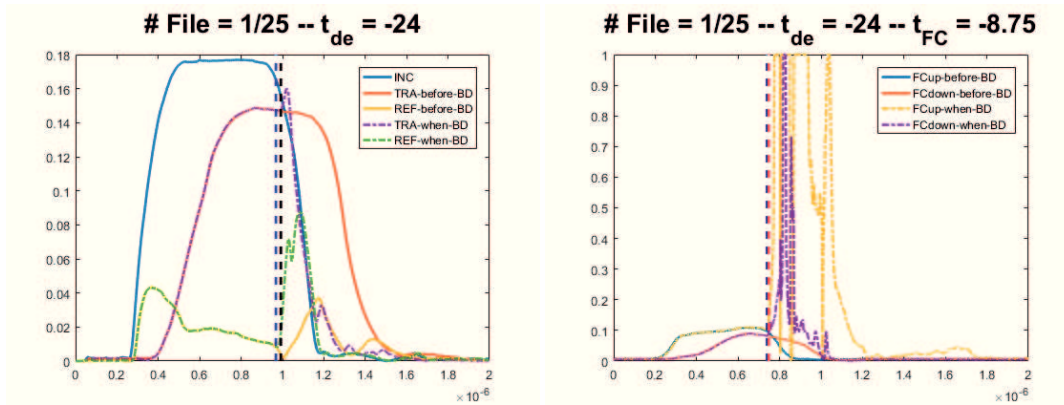 # File = 1/25 -- t_de = -24
0.18
0.16
0.14
0.12
0.1
0.08
0.06
0.04
0.02
0
0 0.2 0.4 0.6 0.8 1 1.2 1.4 1.6 1.8 2
× 10^-6
INC
TRA-before-BD
REF-before-BD
TRA-when-BD
REF-when-BD
# File = 1/25 -- t_de = -24 -- t_FC = -8.75
1
0.9
0.8
0.7
0.6
0.5
0.4
0.3
0.2
0.1
0
0 0.2 0.4 0.6 0.8 1 1.2 1.4 1.6 1.8 2
× 10^-6
FCup-before-BD
FCdown-before-BD
FCup-when-BD
FCdown-when-BD